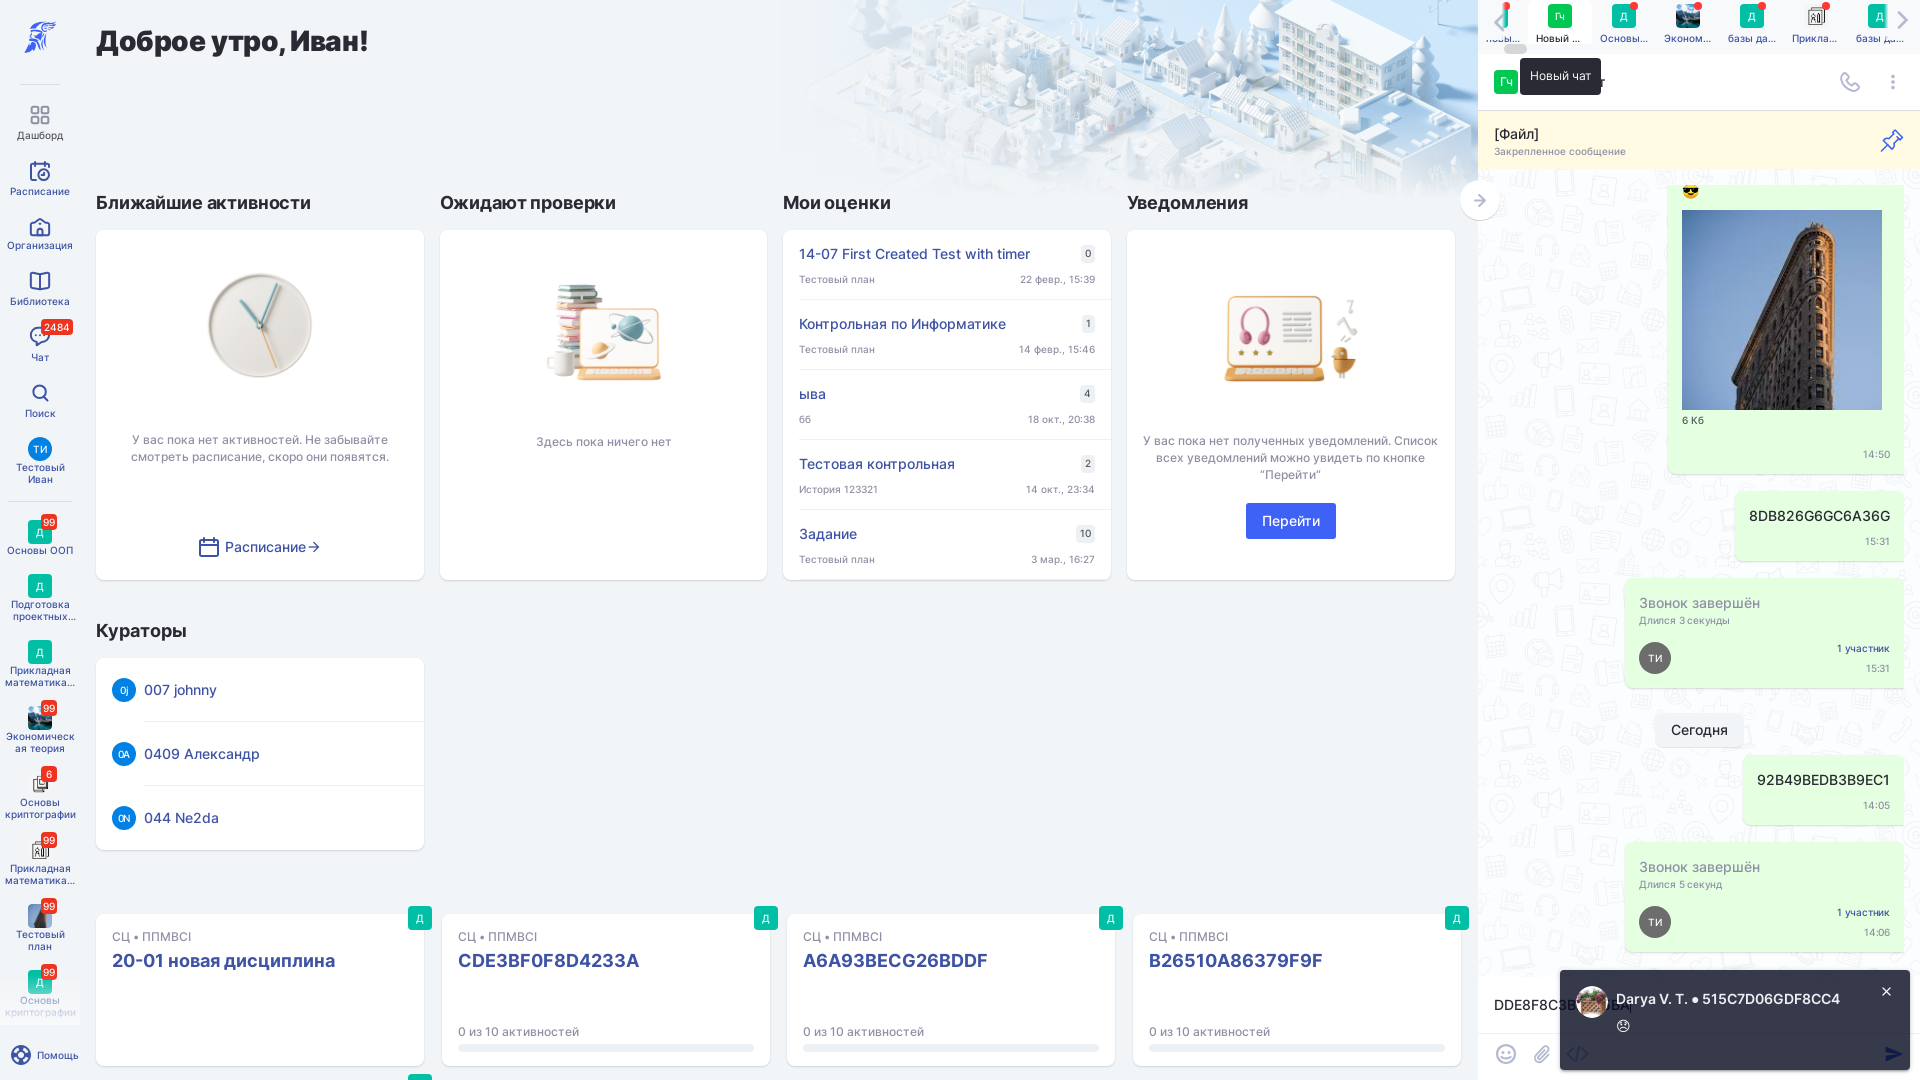 Доброе утро, Иван!
Дашборд
Расписание
Организация
Библиотека
2484
Чат
Поиск
ТИ
Тестовый
Иван
99
Д
Основы ООП
Д
Подготовка
проектных...
Д
Прикладная
математика...
99
Экономическ
ая теория
6
Основы
криптографии
99
Прикладная
математика...
99
Тестовый
план
99
Д
Основы
криптографии
Помощь
Ближайшие активности
У вас пока нет активностей. Не забывайте
смотреть расписание, скоро они появятся.
Расписание
Ожидают проверки
Здесь пока ничего нет
Мои оценки
14-07 First Created Test with timer
0
Тестовый план
22 февр., 15:39
Контрольная по Информатике
1
Тестовый план
14 февр., 15:46
ыва
4
бб
18 окт., 20:38
Тестовая контрольная
2
История 123321
14 окт., 23:34
Задание
10
Тестовый план
3 мар., 16:27
Уведомления
У вас пока нет полученных уведомлений. Список
всех уведомлений можно увидеть по кнопке
“Перейти”
Перейти
Кураторы
0j
007 johnny
0А
0409 Александр
0N
044 Ne2da
Д
СЦ • ППМВСI
20-01 новая дисциплина
Д
СЦ • ППМВСI
CDE3BF0F8D4233A
0 из 10 активностей
Д
СЦ • ППМВСI
A6A93BECG26BDDF
0 из 10 активностей
Д
СЦ • ППМВСI
B26510A86379F9F
0 из 10 активностей
Гч
Новый ...
Д
Основы...
Эконом...
Д
базы да...
Прикла...
Д
базы да...
Гч
Новый чат
[Файл]
Закрепленное сообщение
6 Кб
14:50
8DB826G6GC6A36G
15:31
Звонок завершён
Длился 3 секунды
ТИ
1 участник
15:31
Сегодня
92B49BEDB3B9EC1
14:05
Звонок завершён
Длился 5 секунд
ТИ
1 участник
14:06
Darya V. T. ● 515C7D06GDF8CC4